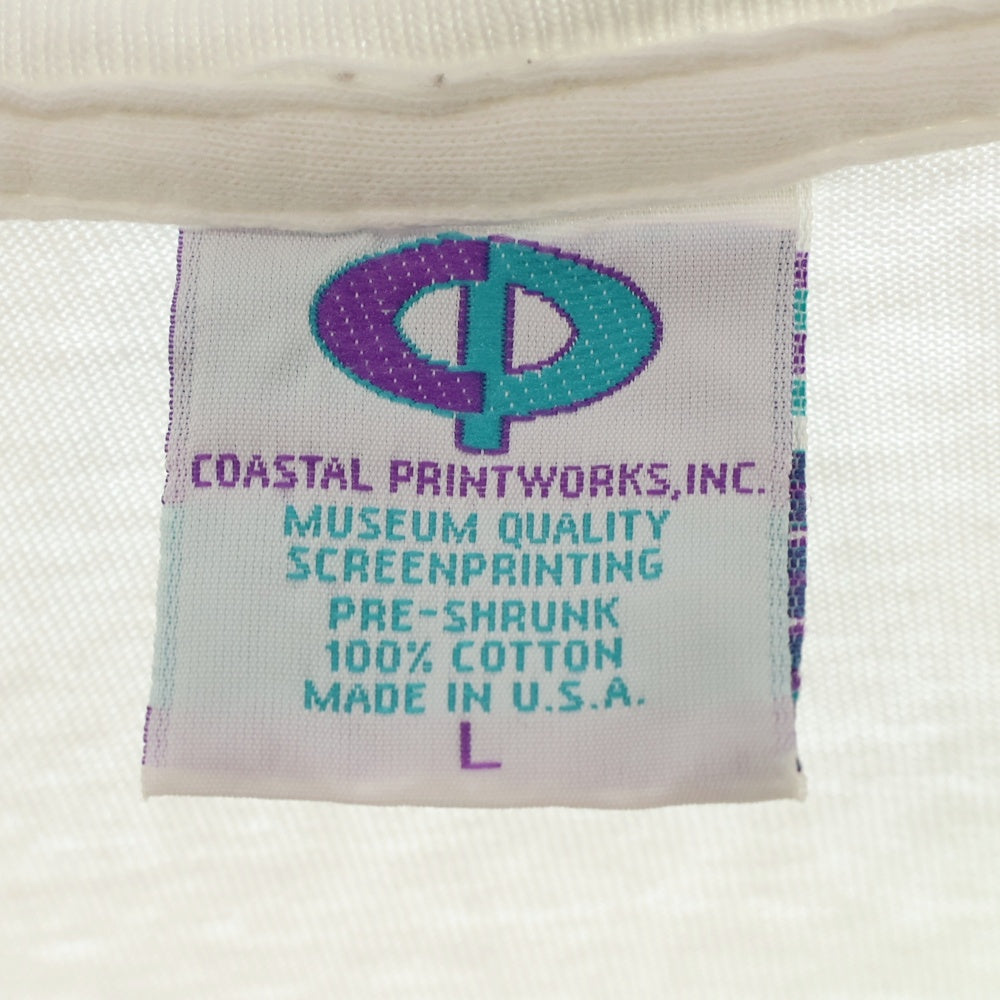 COASTAL PRINTWORKS, INC.
MUSEUM QUALITY
SCREENPRINTING
PRE-SHRUNK
100% COTTON
MADE IN U.S.A.
L